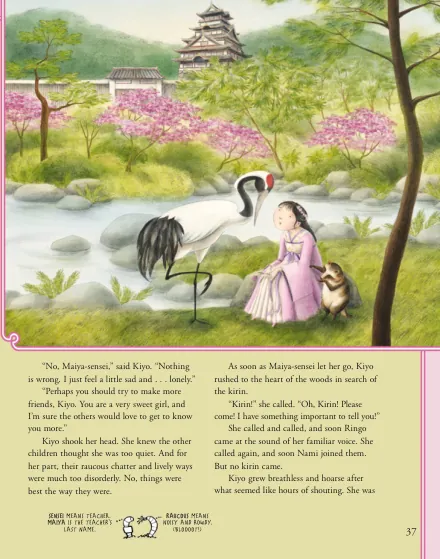 “No, Maiya-sensei,” said Kiyo. “Nothing
is wrong. I just feel a little sad and . . . lonely.”
“Perhaps you should try to make more
friends, Kiyo. You are a very sweet girl, and
I’m sure the others would love to get to know
you more.”
Kiyo shook her head. She knew the other
children thought she was too quiet. And for
her part, their raucous chatter and lively ways
were much too disorderly. No, things were
best the way they were.
As soon as Maiya-sensei let her go, Kiyo
rushed to the heart of the woods in search of
the kirin.
“Kirin!” she called. “Oh, Kirin! Please
come! I have something important to tell you!”
She called and called, and soon Ringo
came at the sound of her familiar voice. She
called again, and soon Nami joined them.
But no kirin came.
Kiyo grew breathless and hoarse after
what seemed like hours of shouting. She was
SENSEI MEANS TEACHER.
MAIYA IS THE TEACHER'S
LAST NAME.
RAUCOUS MEANS
NOISY AND ROWDY.
37